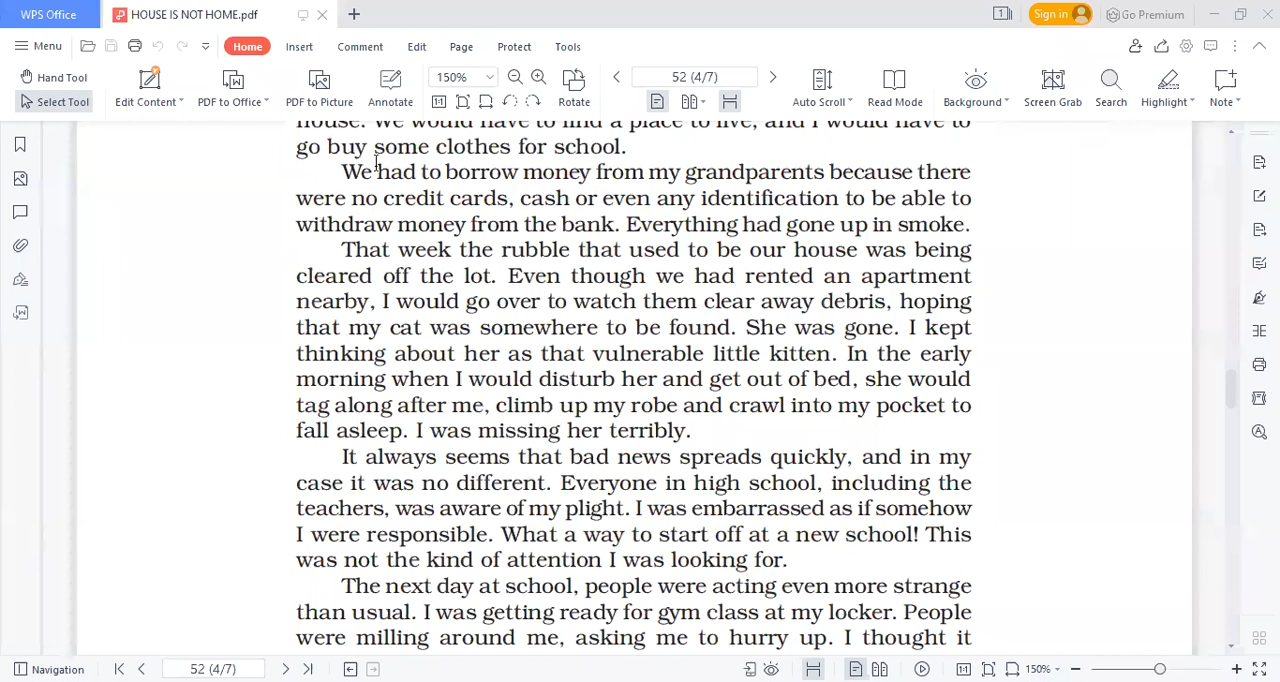 WPS Office
HOUSE IS NOT HOME.pdf
Sign in
Go Premium
Menu
Home
Insert
Comment
Edit
Page
Protect
Tools
Hand Tool
Select Tool
Edit Content
PDF to Office
PDF to Picture
Annotate
150%
Rotate
52 (4/7)
Auto Scroll
Read Mode
Background
Screen Grab
Search
Highlight
Note
house. We would have to find a place to live, and I would have to
go buy some clothes for school.
We had to borrow money from my grandparents because there
were no credit cards, cash or even any identification to be able to
withdraw money from the bank. Everything had gone up in smoke.
That week the rubble that used to be our house was being
cleared off the lot. Even though we had rented an apartment
nearby, I would go over to watch them clear away debris, hoping
that my cat was somewhere to be found. She was gone. I kept
thinking about her as that vulnerable little kitten. In the early
morning when I would disturb her and get out of bed, she would
tag along after me, climb up my robe and crawl into my pocket to
fall asleep. I was missing her terribly.
It always seems that bad news spreads quickly, and in my
case it was no different. Everyone in high school, including the
teachers, was aware of my plight. I was embarrassed as if somehow
I were responsible. What a way to start off at a new school! This
was not the kind of attention I was looking for.
The next day at school, people were acting even more strange
than usual. I was getting ready for gym class at my locker. People
were milling around me, asking me to hurry up. I thought it
Navigation
52 (4/7)
150%